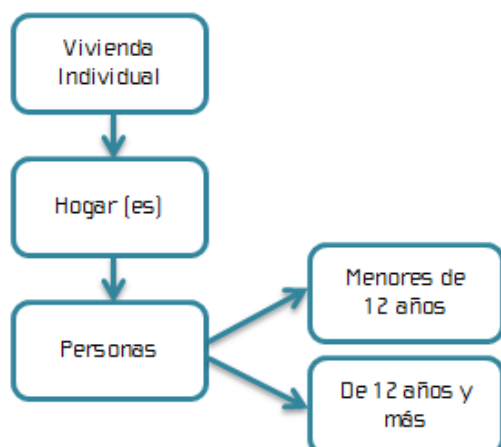 Vivienda
Individual
Hogar (es)
Personas
Menores de
12 años
De 12 años y
más